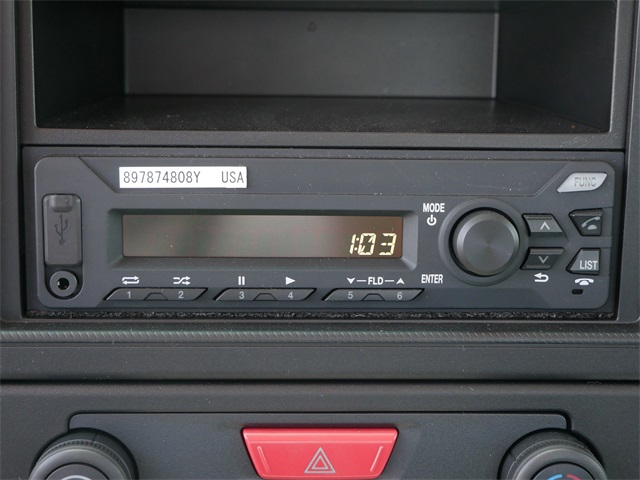 897874808Y USA
FUNC
MODE
1:03
LIST
FLD
ENTER
1 2 3 4 5 6